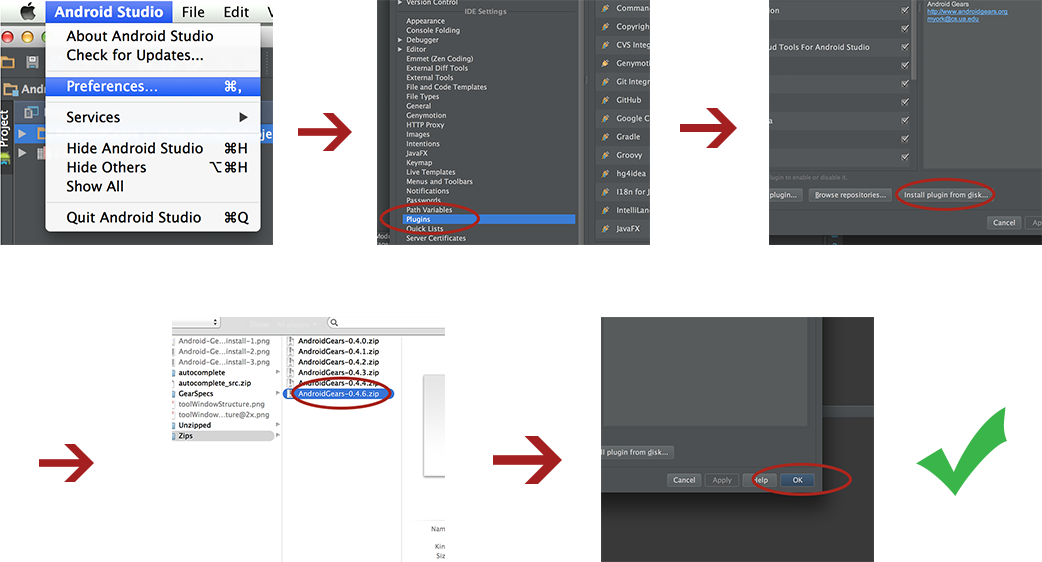 Android Studio File Edit
About Android Studio
Check for Updates...
Preferences... ⌘,
Services
Hide Android Studio ⌘H
Hide Others ⌥⌘H
Show All
Quit Android Studio ⌘Q
Project
Version Control
IDE Settings
Appearance
Console Folding
Debugger
Editor
Emmet (Zen Coding)
External Diff Tools
External Tools
File and Code Templates
File Types
General
Genymotion
HTTP Proxy
Images
Intentions
JavaFX
Keymap
Live Templates
Menus and Toolbars
Notifications
Passwords
Path Variables
Plugins
Quick Lists
Server Certificates
Command
Copyrigh
CVS Integ
Genymoti
Git Integr
GitHub
Google C
Gradle
Groovy
hg4idea
I18n for J
IntelliLang
JavaFX
ud Tools For Android Studio
Android Gears
http://www.androidgears.org
myork@cs.ua.edu
plugin to enable or disable it.
plugin... Browse repositories... Install plugin from disk...
Cancel Ap
Android-Ge...install-1.png
Android-Ge...install-2.png
Android-Ge...install-3.png
autocomplete
autocomplete_src.zip
GearSpecs
toolWindowStructure.png
toolWindow...ture@2x.png
Unzipped
Zips
AndroidGears-0.4.0.zip
AndroidGears-0.4.1.zip
AndroidGears-0.4.2.zip
AndroidGears-0.4.3.zip
AndroidGears-0.4.4.zip
AndroidGears-0.4.6.zip
Nam
Kin
Siz
ll plugin from disk...
Cancel Apply Help OK